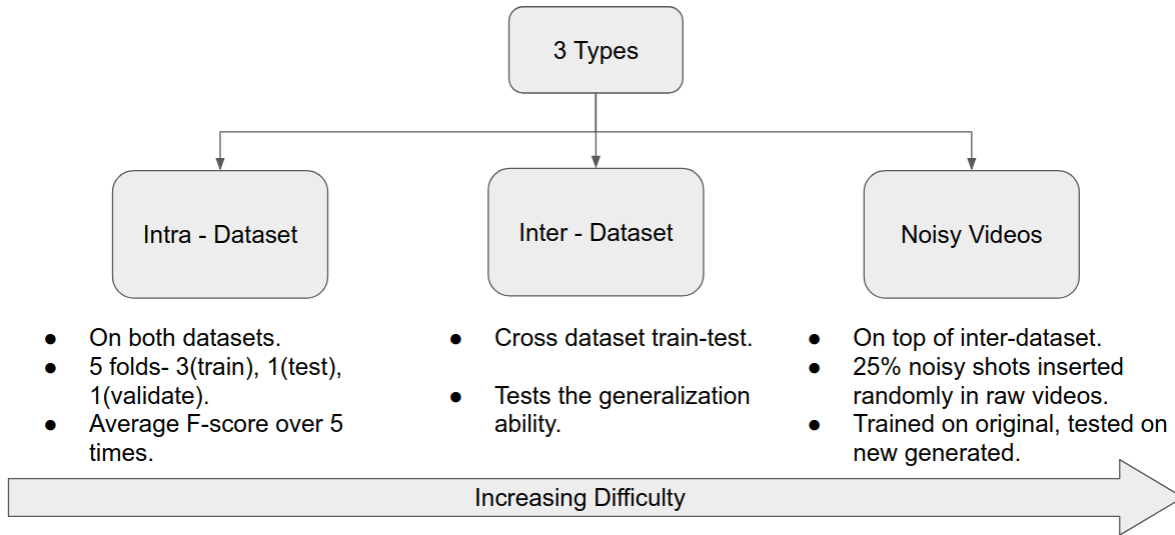 3 Types
Intra - Dataset
Inter - Dataset
Noisy Videos
● On both datasets.
● 5 folds- 3(train), 1(test),
1(validate).
● Average F-score over 5
times.
● Cross dataset train-test.
● Tests the generalization
ability.
● On top of inter-dataset.
● 25% noisy shots inserted
randomly in raw videos.
● Trained on original, tested on
new generated.
Increasing Difficulty